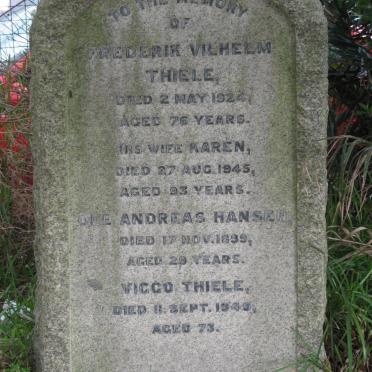 TO THE MEMORY
OF
FREDERIK VILHELM
THIELE,
DIED 2 MAY 1924,
AGED 76 YEARS.
HIS WIFE KAREN,
DIED 27 AUG. 1945,
AGED 93 YEARS.
OLE ANDREAS HANSEN
DIED 17 NOV. 1899,
AGED 29 YEARS.
VIGGO THIELE,
DIED 11. SEPT. 1949,
AGED 73.